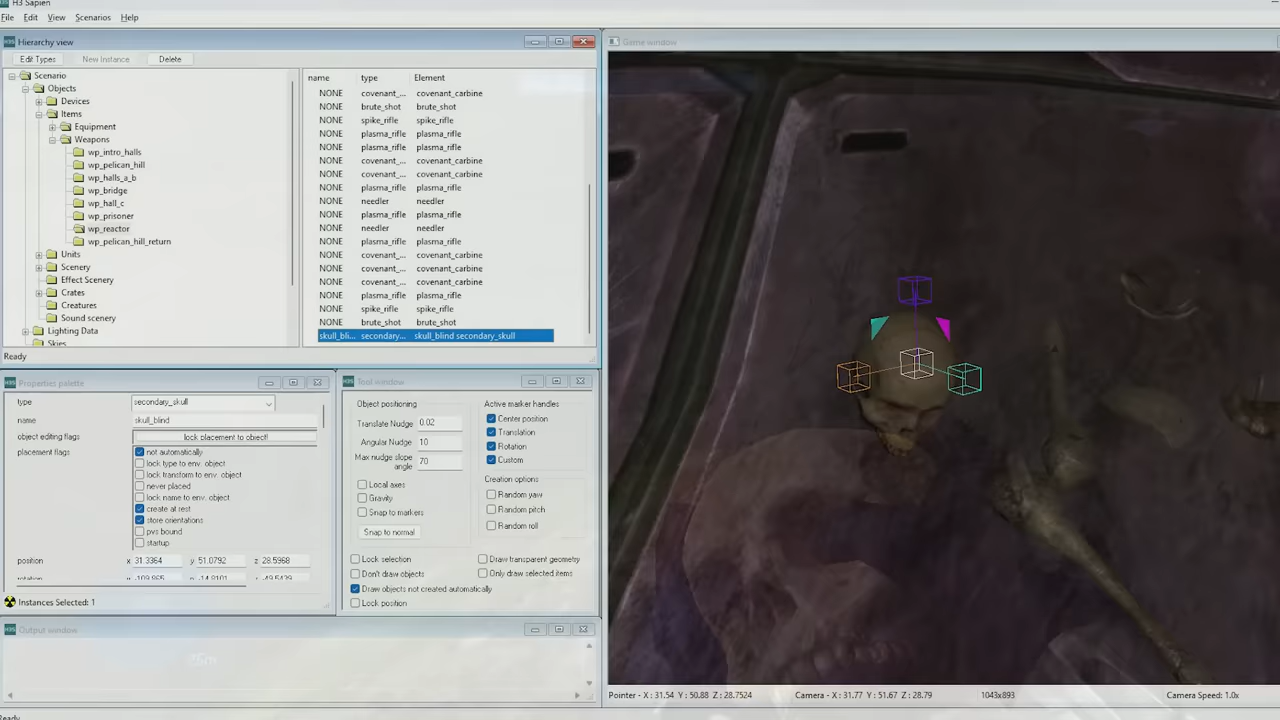 H3 Sapien
File Edit View Scenarios Help
Hierarchy view
Edit Types New Instance Delete
Scenario
Objects
Devices
Items
Equipment
Weapons
wp_intro_halls
wp_pelican_hill
wp_halls_a_b
wp_bridge
wp_hall_c
wp_prisoner
wp_reactor
wp_pelican_hill_return
Units
Scenery
Effect Scenery
Crates
Creatures
Sound scenery
Lighting Data
Skies
name type Element
NONE covenant_... covenant_carbine
NONE brute_shot brute_shot
NONE spike_rifle spike_rifle
NONE plasma_rifle plasma_rifle
NONE plasma_rifle plasma_rifle
NONE covenant_... covenant_carbine
NONE covenant_... covenant_carbine
NONE plasma_rifle plasma_rifle
NONE needler needler
NONE plasma_rifle plasma_rifle
NONE needler needler
NONE plasma_rifle plasma_rifle
NONE covenant_... covenant_carbine
NONE covenant_... covenant_carbine
NONE covenant_... covenant_carbine
NONE plasma_rifle plasma_rifle
NONE spike_rifle spike_rifle
NONE brute_shot brute_shot
skull_bli... secondary... skull_blind secondary_skull
Ready
Properties palette
type secondary_skull
name skull_blind
object editing flags lock placement to object!
placement flags not automatically
lock type to env. object
lock transform to env. object
never placed
lock name to env. object
create at rest
store orientations
pvs bound
startup
position x 31.3364 y 51.0792 z 28.5968
rotation
Instances Selected: 1
Tool window
Object positioning
Translate Nudge 0.02
Angular Nudge 10
Max nudge slope angle 70
Local axes
Gravity
Snap to markers
Snap to normal
Active marker handles
Center position
Translation
Rotation
Custom
Creation options
Random yaw
Random pitch
Random roll
Lock selection Draw transparent geometry
Don't draw objects Only draw selected items
Draw objects not created automatically
Lock position
Output window
Game window
Pointer - X : 31.54 Y : 50.88 Z : 28.7524 Camera - X : 31.77 Y : 51.67 Z : 28.79 1043x893 Camera Speed: 1.0x
Ready